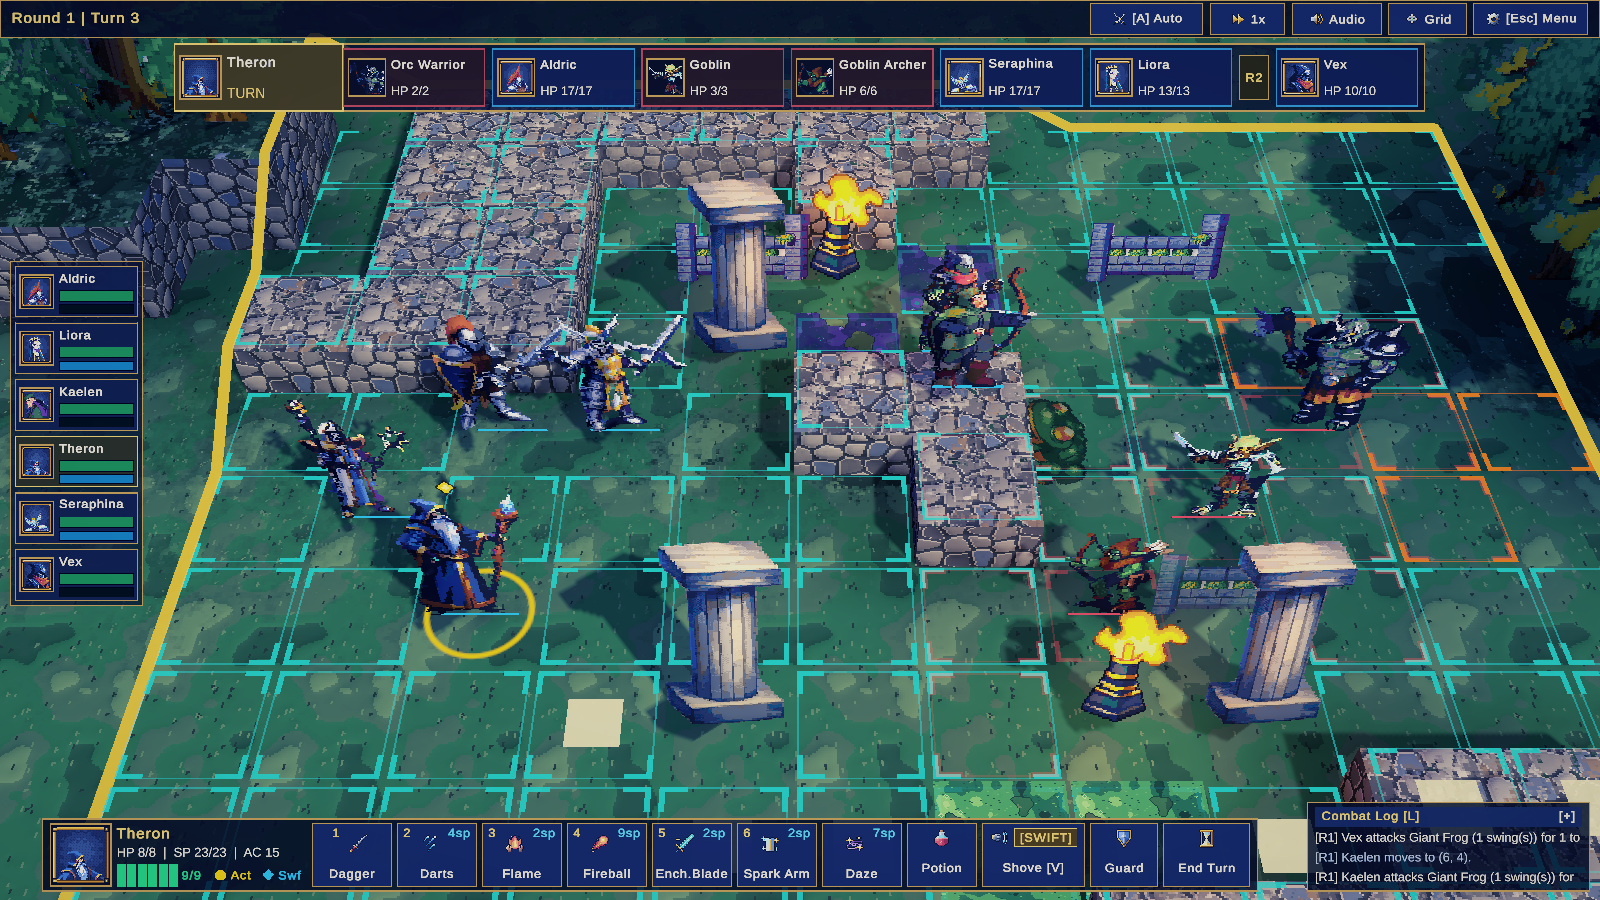 Round 1 | Turn 3
[A] Auto
1x
Audio
Grid
[Esc] Menu
Theron
TURN
Orc Warrior
HP 2/2
Aldric
HP 17/17
Goblin
HP 3/3
Goblin Archer
HP 6/6
Seraphina
HP 17/17
Liora
HP 13/13
R2
Vex
HP 10/10
Aldric
Liora
Kaelen
Theron
Seraphina
Vex
Theron
HP 8/8 | SP 23/23 | AC 15
9/9 Act Swf
1
Dagger
2 4sp
Darts
3 2sp
Flame
4 9sp
Fireball
5 2sp
Ench.Blade
6 2sp
Spark Arm
7sp
Daze
Potion
[SWIFT]
Shove [V]
Guard
End Turn
Combat Log [L] [+]
[R1] Vex attacks Giant Frog (1 swing(s)) for 1 to
[R1] Kaelen moves to (6, 4).
[R1] Kaelen attacks Giant Frog (1 swing(s)) for